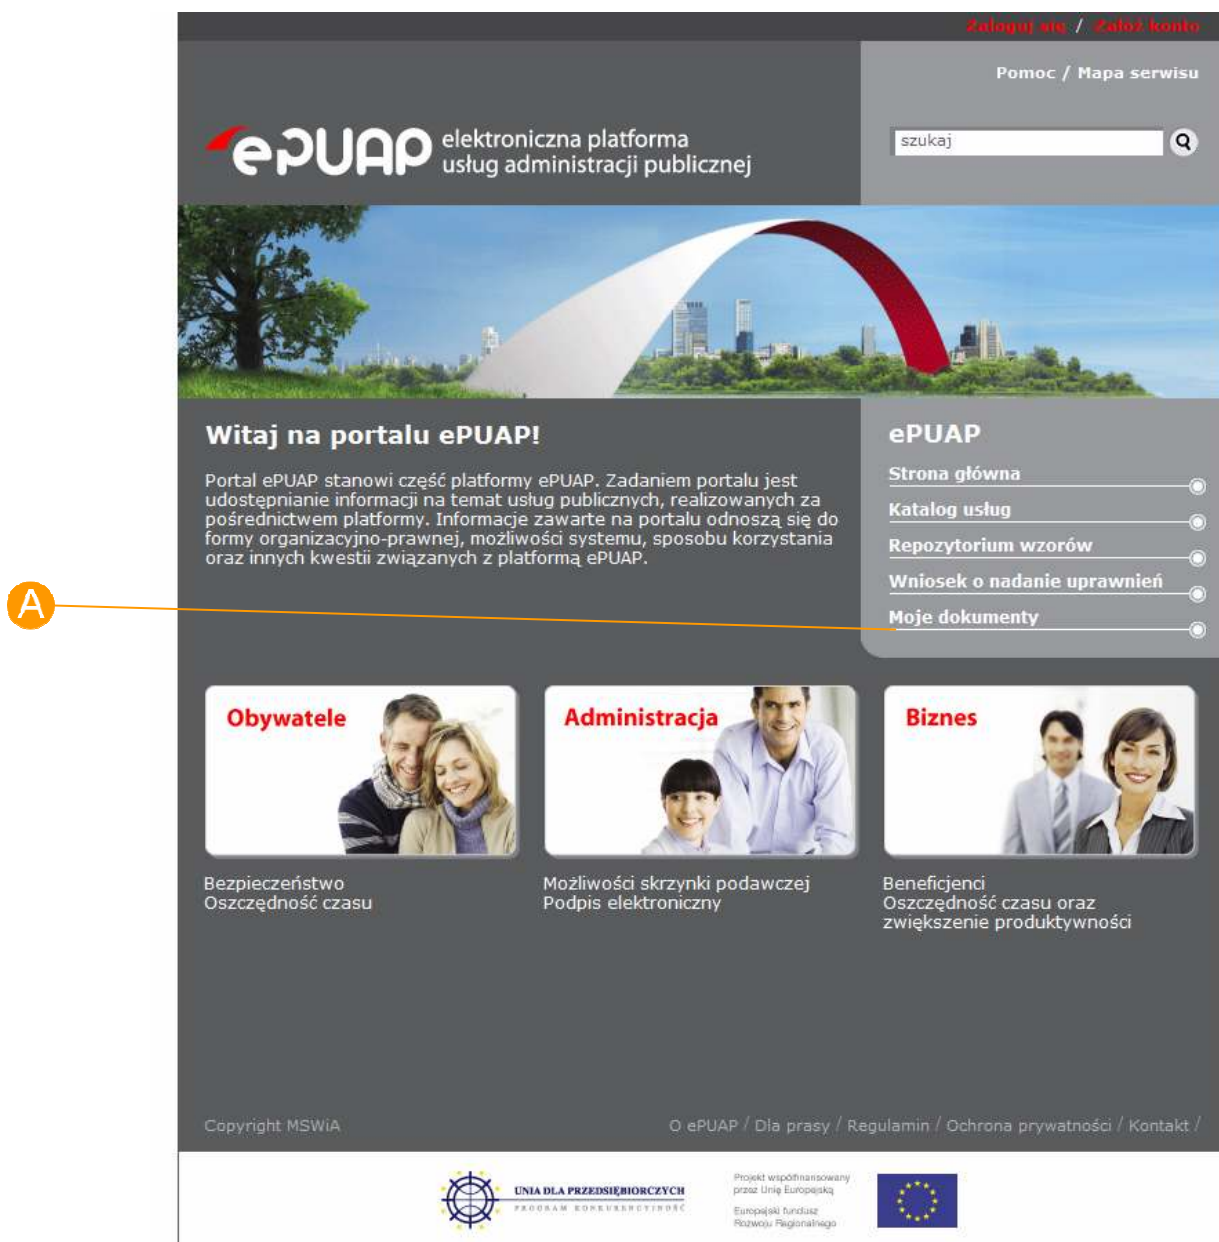 Zaloguj się / Załóż konto
Pomoc / Mapa serwisu
ePUAP
elektroniczna platforma
usług administracji publicznej
szukaj
Witaj na portalu ePUAP!
Portal ePUAP stanowi część platformy ePUAP. Zadaniem portalu jest
udostępnianie informacji na temat usług publicznych, realizowanych za
pośrednictwem platformy. Informacje zawarte na portalu odnoszą się do
formy organizacyjno-prawnej, możliwości systemu, sposobu korzystania
oraz innych kwestii związanych z platformą ePUAP.
ePUAP
Strona główna
Katalog usług
Repozytorium wzorów
Wniosek o nadanie uprawnień
Moje dokumenty
A
Obywatele
Administracja
Biznes
Bezpieczeństwo
Oszczędność czasu
Możliwości skrzynki podawczej
Podpis elektroniczny
Beneficjenci
Oszczędność czasu oraz
zwiększenie produktywności
Copyright MSWiA
O ePUAP / Dla prasy / Regulamin / Ochrona prywatności / Kontakt /
UNIA DLA PRZEDSIĘBIORCZYCH
PROGRAM KONKURENCYJNOŚĆ
Projekt współfinansowany
przez Unię Europejską
Europejski fundusz
Rozwoju Regionalnego